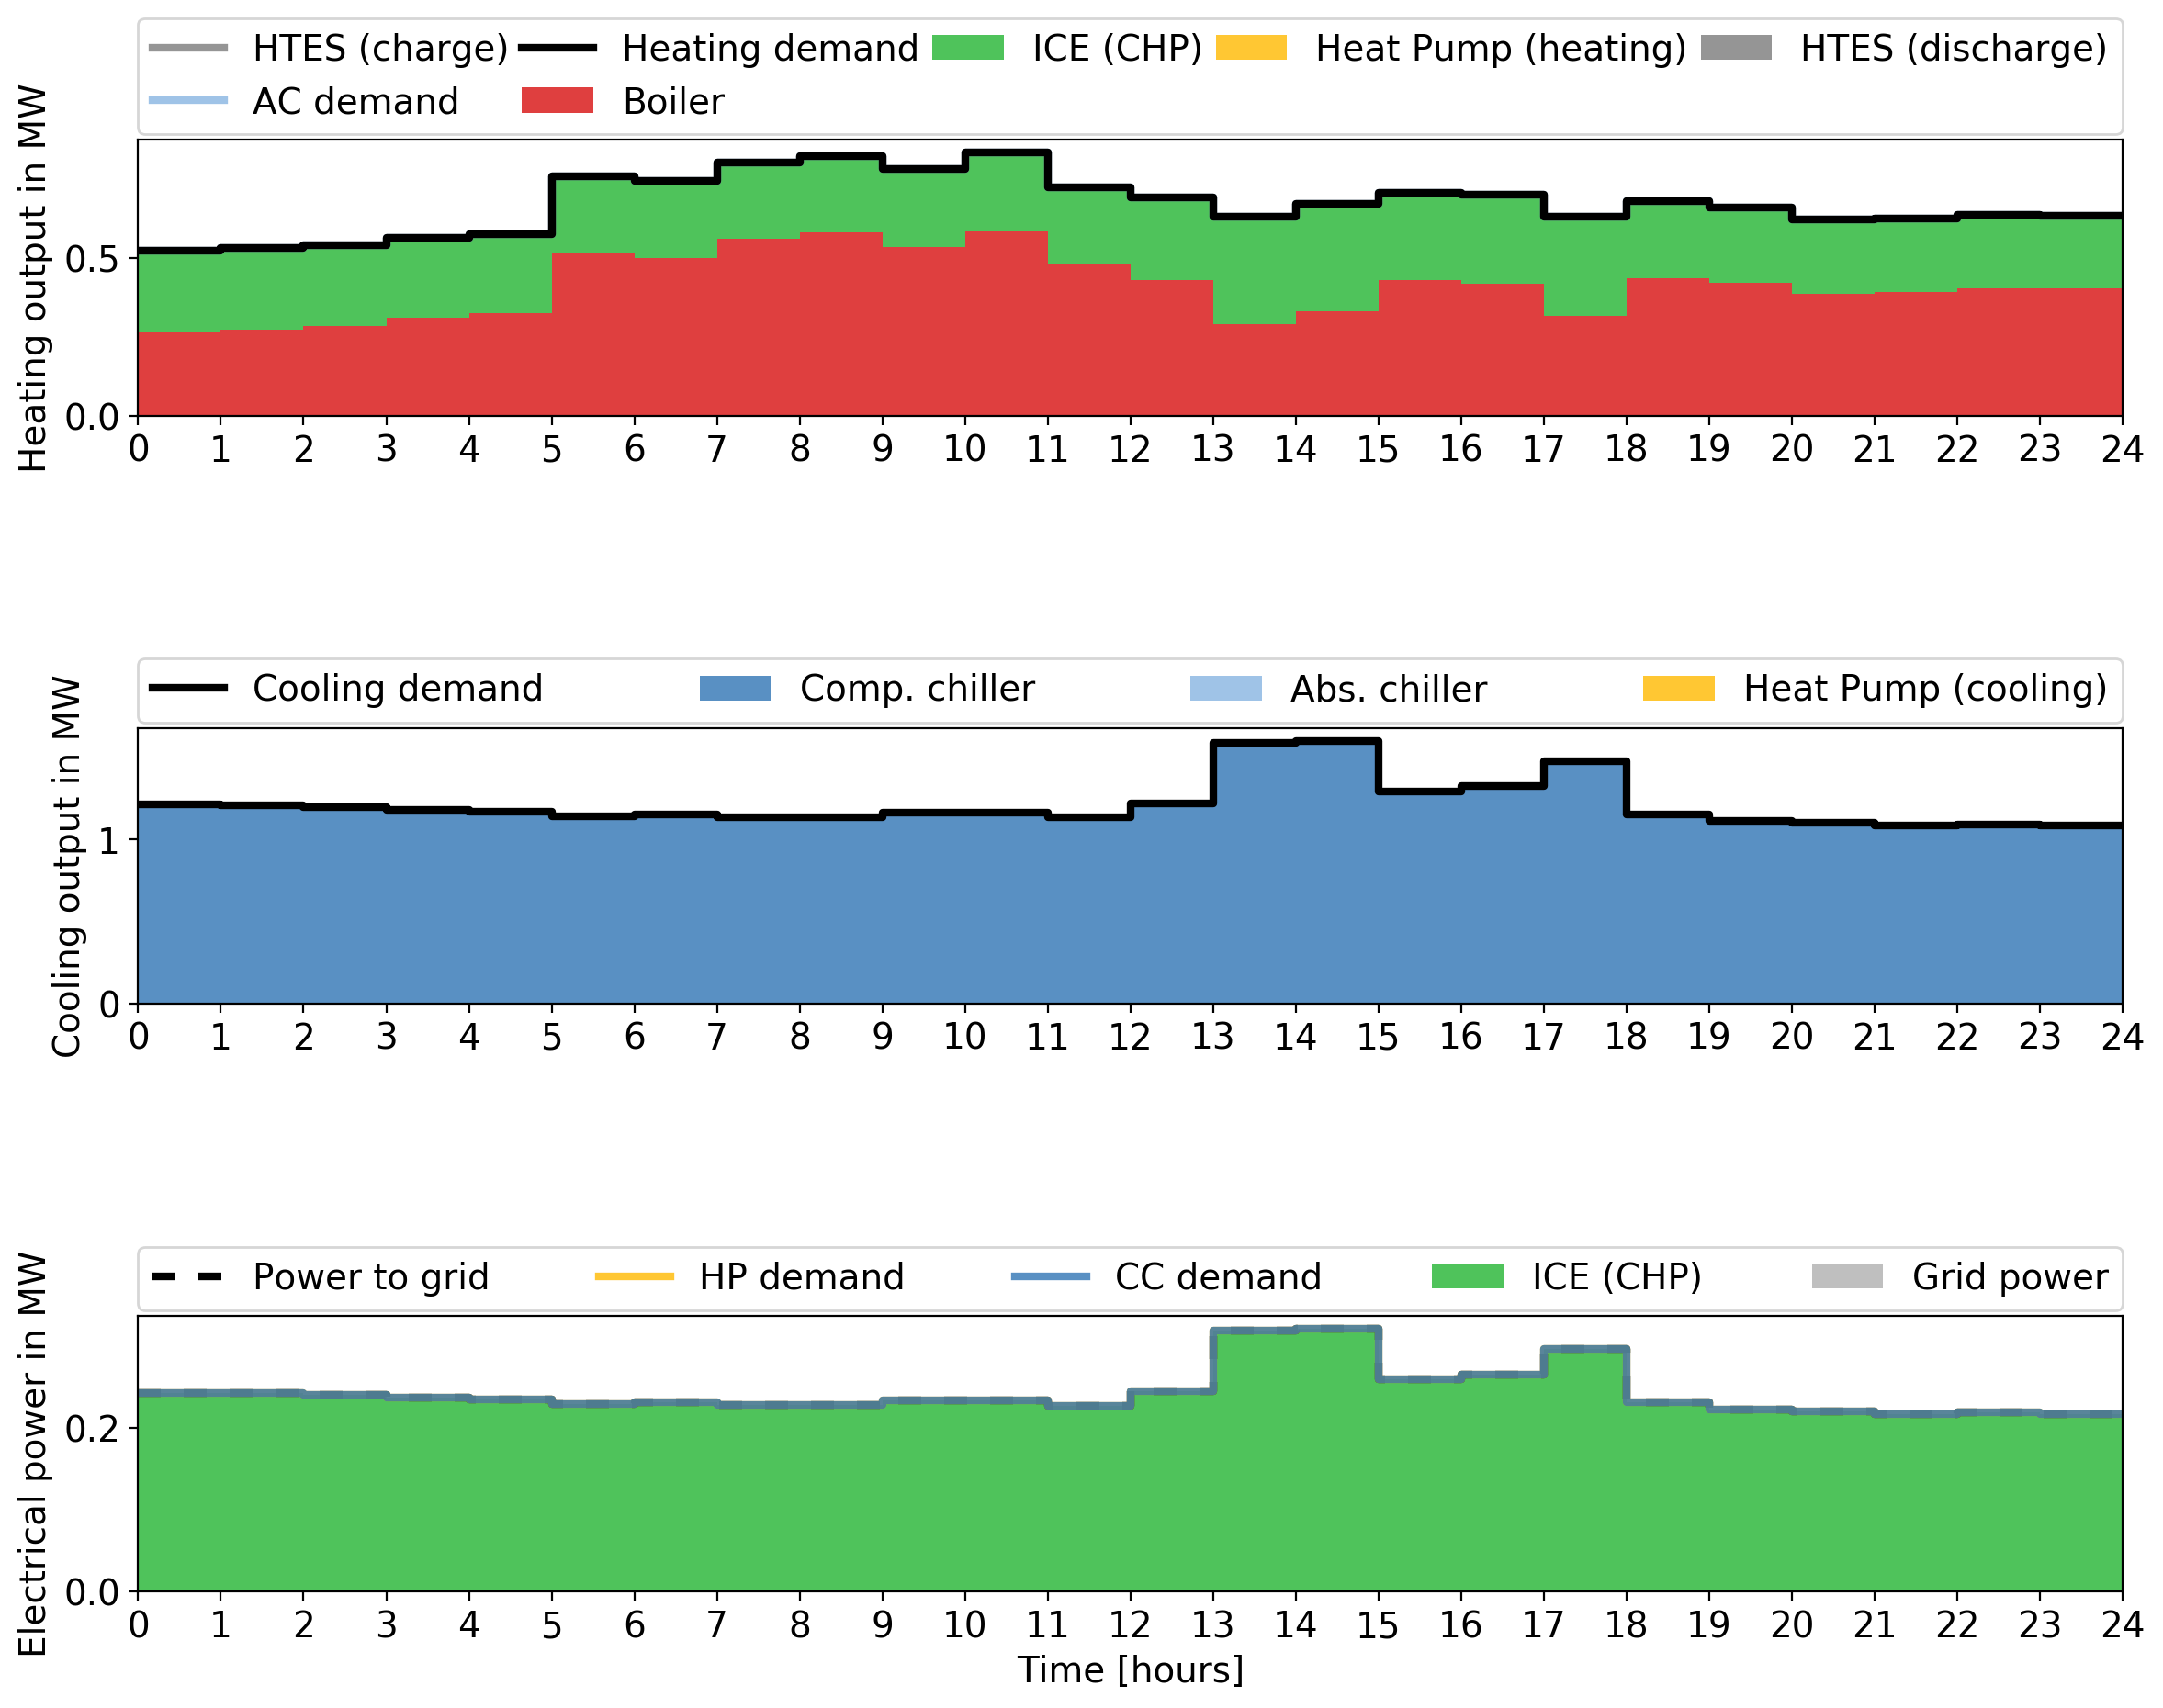 HTES (charge) Heating demand ICE (CHP) Heat Pump (heating) HTES (discharge)
AC demand Boiler
Heating output in MW
0.5
0.0
0 1 2 3 4 5 6 7 8 9 10 11 12 13 14 15 16 17 18 19 20 21 22 23 24
Cooling demand Comp. chiller Abs. chiller Heat Pump (cooling)
Cooling output in MW
1
0
0 1 2 3 4 5 6 7 8 9 10 11 12 13 14 15 16 17 18 19 20 21 22 23 24
Power to grid HP demand CC demand ICE (CHP) Grid power
Electrical power in MW
0.2
0.0
0 1 2 3 4 5 6 7 8 9 10 11 12 13 14 15 16 17 18 19 20 21 22 23 24
Time [hours]